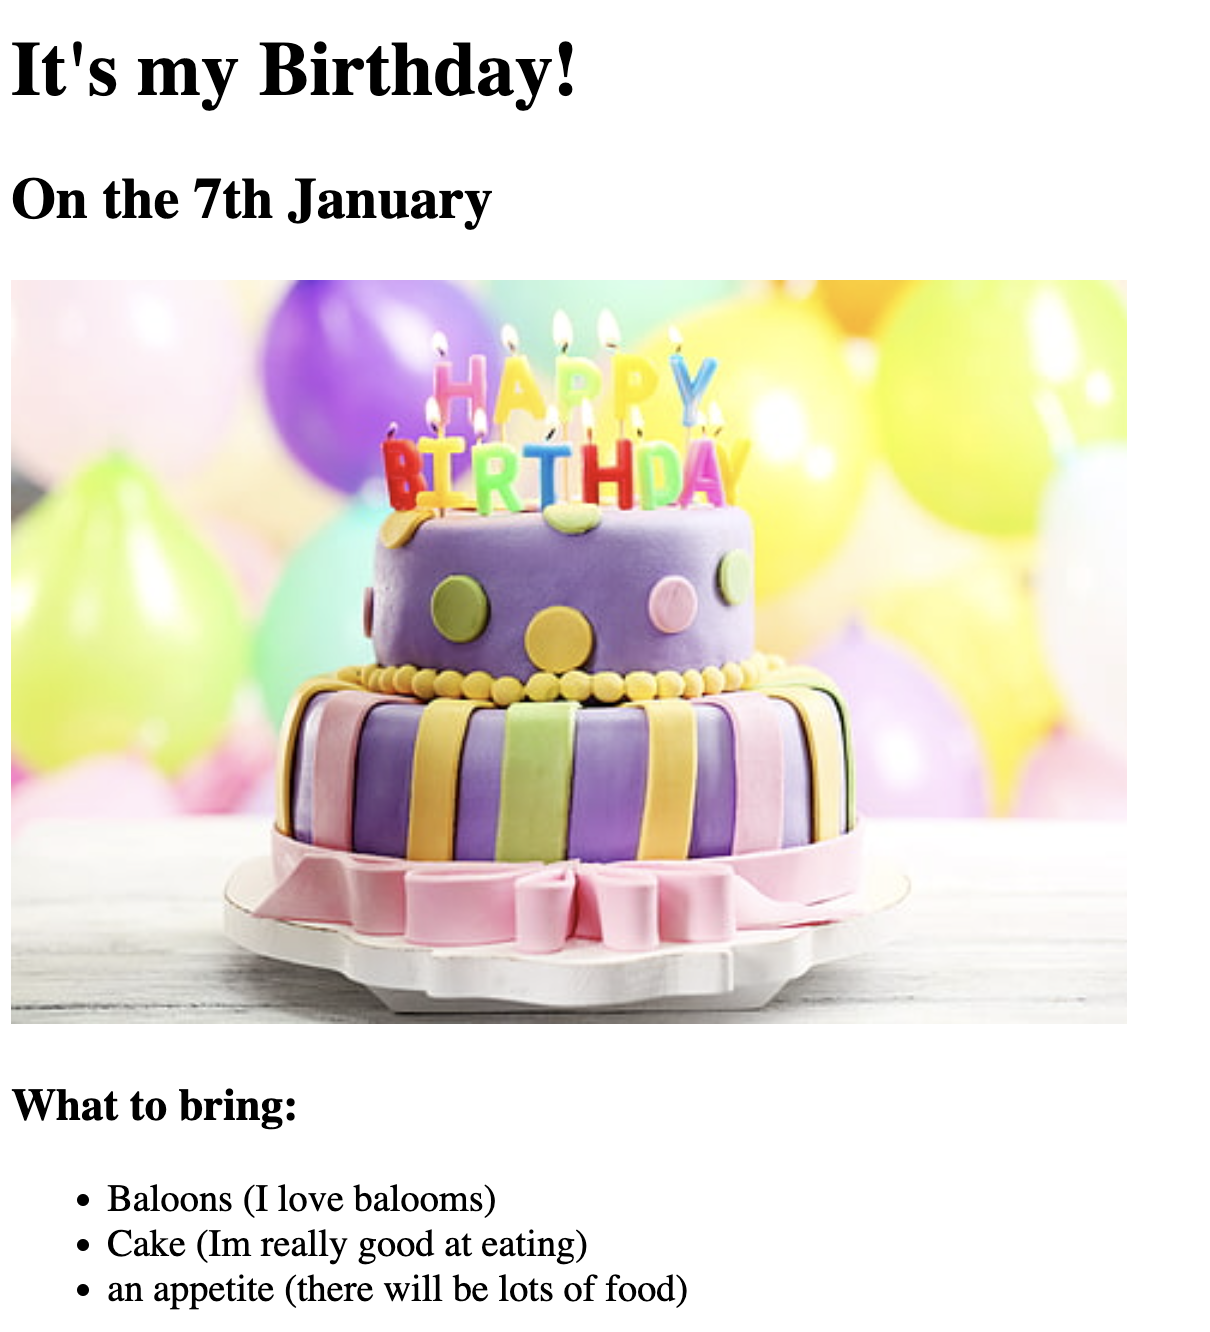 It's my Birthday!
On the 7th January
HAPPY
BIRTHDAY
What to bring:
Baloons (I love balooms)
Cake (Im really good at eating)
an appetite (there will be lots of food)